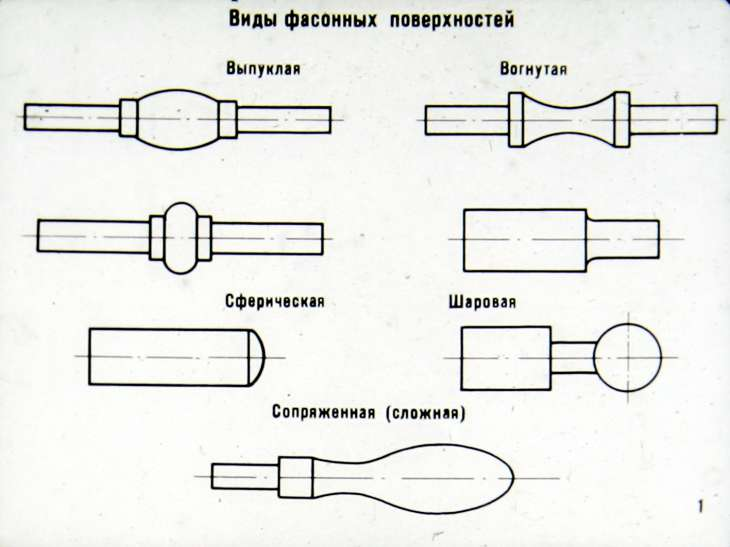 Виды фасонных поверхностей
Выпуклая
Вогнутая
Сферическая
Шаровая
Сопряженная (сложная)
1